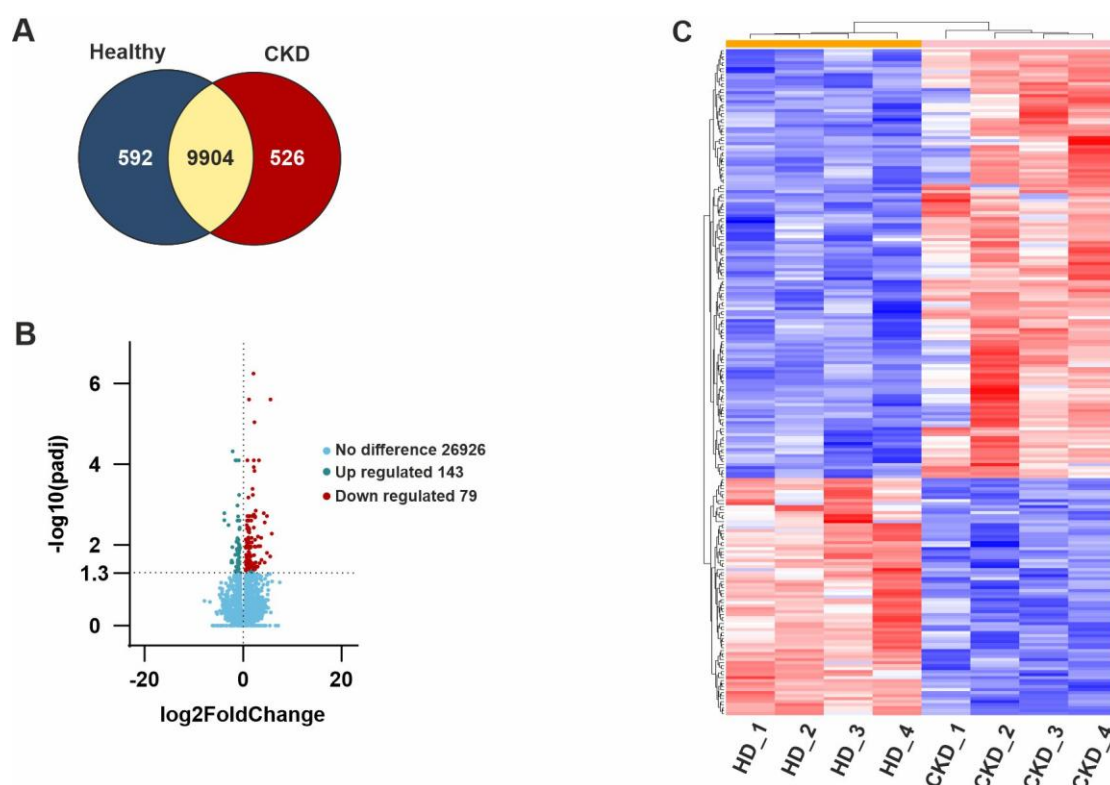 A
Healthy
CKD
592
9904
526
B
6
4
2
1.3
0
-log10(padj)
-20
0
20
log2FoldChange
No difference 26926
Up regulated 143
Down regulated 79
C
HD_1
HD_2
HD_3
HD_4
CKD_1
CKD_2
CKD_3
CKD_4